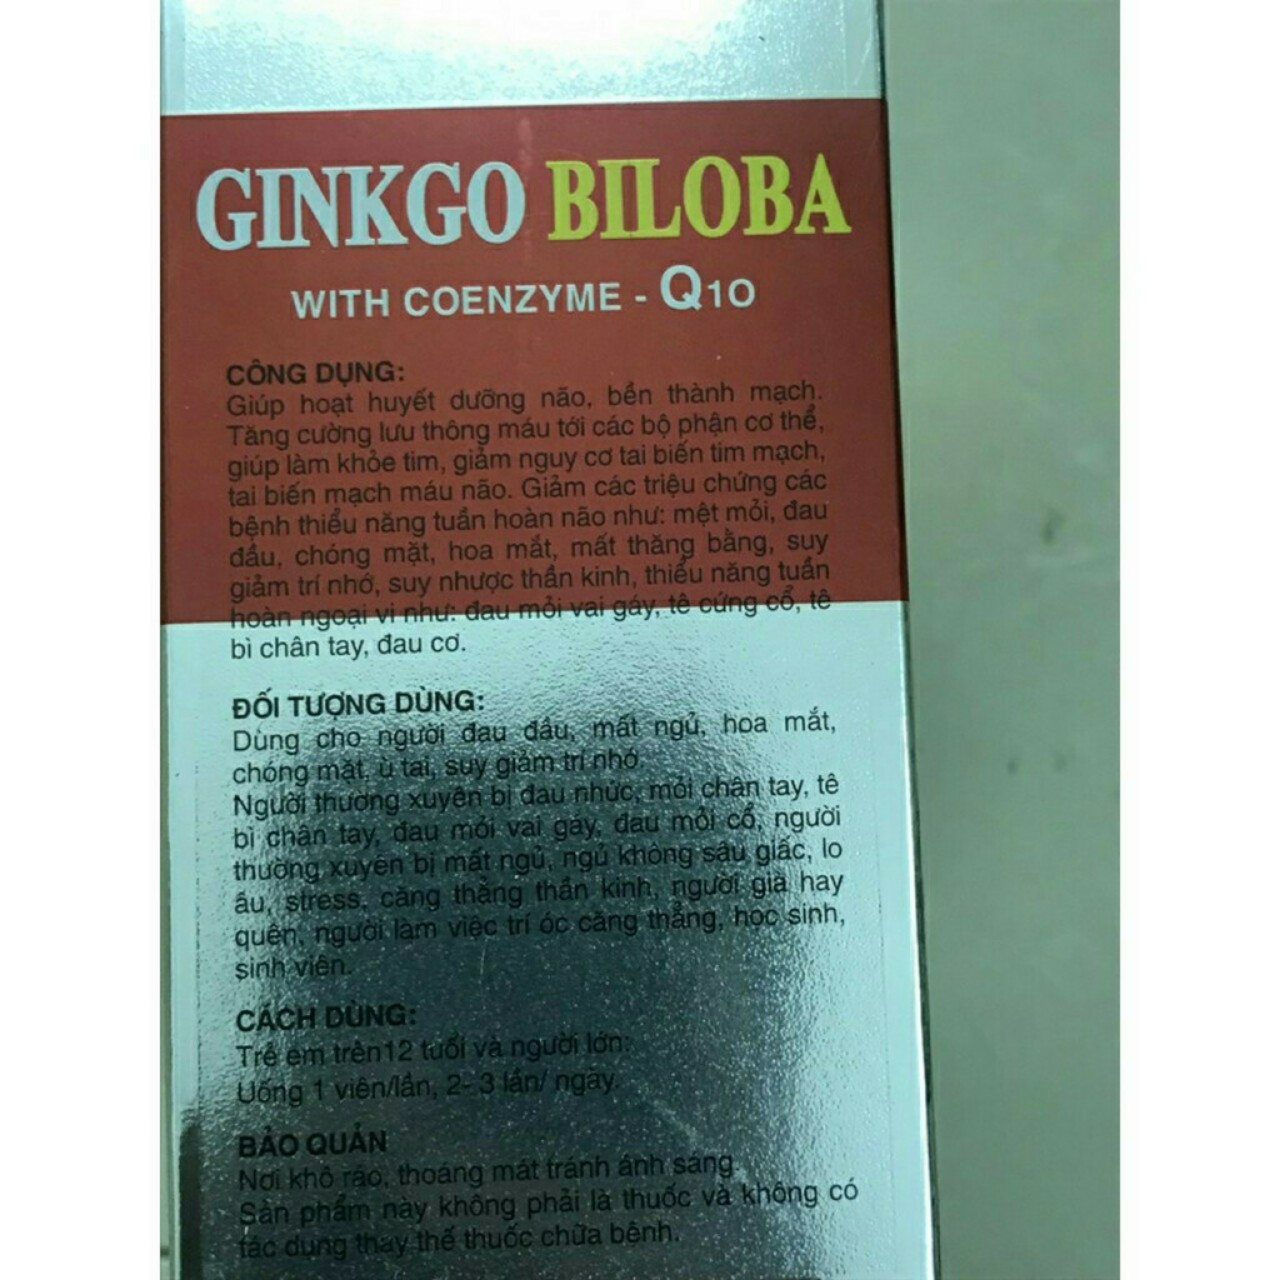 GINKGO BILOBA
WITH COENZYME - Q10
CÔNG DỤNG:
Giúp hoạt huyết dưỡng não, bền thành mạch.
Tăng cường lưu thông máu tới các bộ phận cơ thể,
giúp làm khỏe tim, giảm nguy cơ tai biến tim mạch,
tai biến mạch máu não. Giảm các triệu chứng các
bệnh thiểu năng tuần hoàn não như: mệt mỏi, đau
đầu, chóng mặt, hoa mắt, mất thăng bằng, suy
giảm trí nhớ, suy nhược thần kinh, thiểu năng tuần
hoàn ngoại vi như: đau mỏi vai gáy, tê cứng cổ, tê
bì chân tay, đau cơ.
ĐỐI TƯỢNG DÙNG:
Dùng cho người đau đầu, mất ngủ, hoa mắt,
chóng mặt, ù tai, suy giảm trí nhớ.
Người thường xuyên bị đau nhức, mỏi chân tay, tê
bì chân tay, đau mỏi vai gáy, đau mỏi cổ, người
thường xuyên bị mất ngủ, ngủ không sâu giấc, lo
âu, stress, căng thẳng thần kinh, người già hay
quên, người làm việc trí óc căng thẳng, học sinh,
sinh viên.
CÁCH DÙNG:
Trẻ em trên12 tuổi và người lớn:
Uống 1 viên/lần, 2- 3 lần/ ngày.
BẢO QUẢN
Nơi khô ráo, thoáng mát tránh ánh sáng.
Sản phẩm này không phải là thuốc và không có
tác dụng thay thế thuốc chữa bệnh.